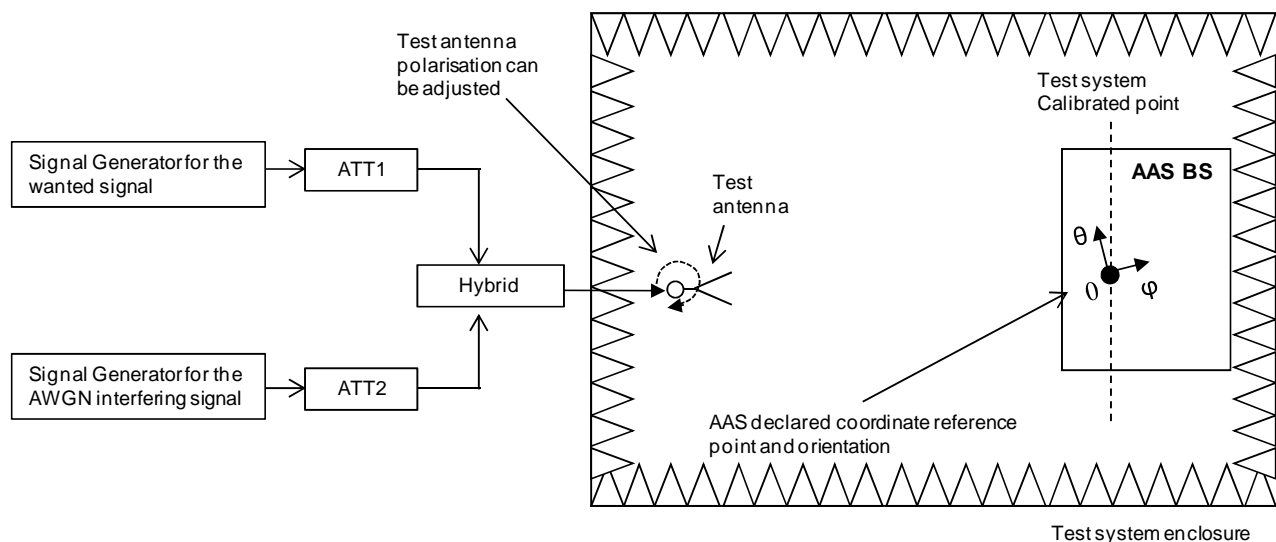 Test antenna
polarisation can
be adjusted
Test system
Calibrated point
Signal Generator for the
wanted signal
ATT1
AAS BS
Test
antenna
θ
φ
0
Hybrid
Signal Generator for the
AWGN interfering signal
ATT2
AAS declared coordinate reference
point and orientation
Test system enclosure